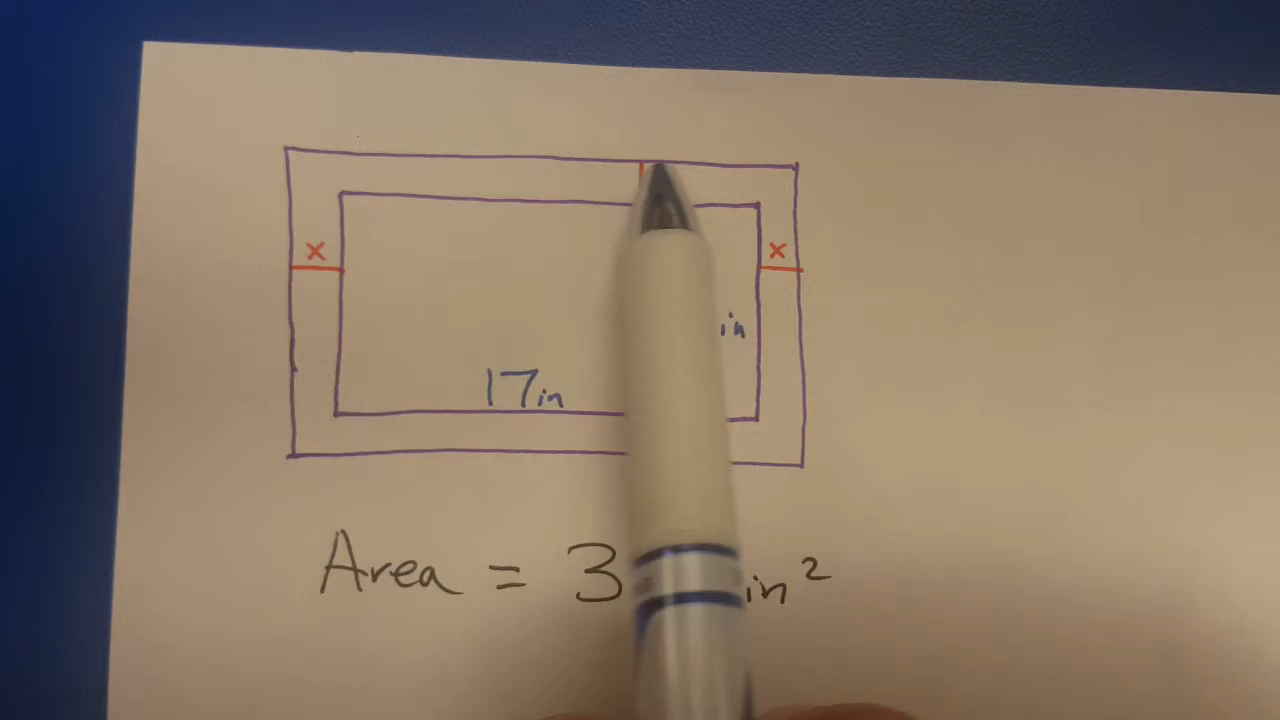 x x
in
17in
Area = 3 in²